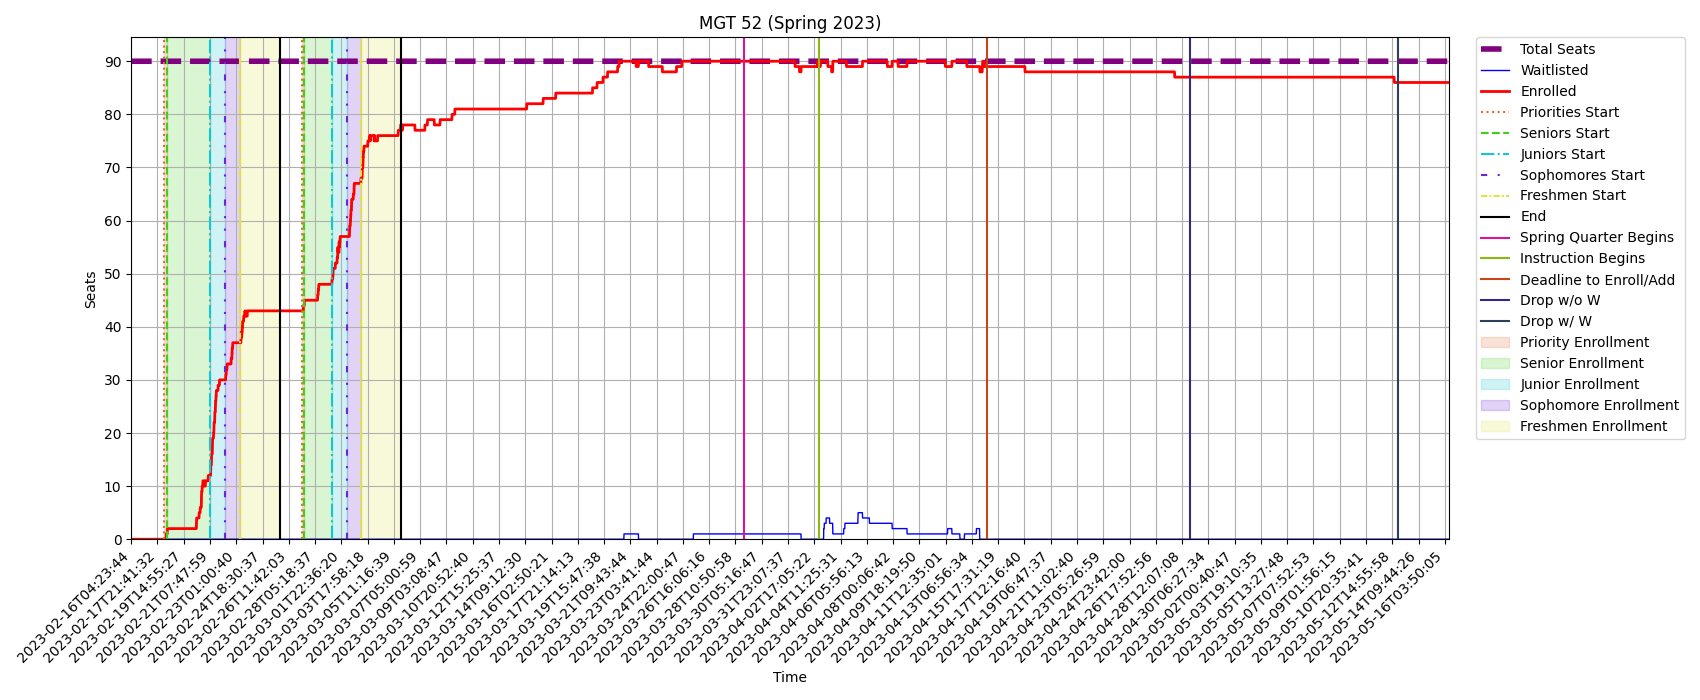 MGT 52 (Spring 2023)
Seats
90
80
70
60
50
40
30
20
10
0
2023-02-16T04:23:44
2023-02-17T21:41:32
2023-02-19T14:55:27
2023-02-21T07:47:59
2023-02-23T01:00:40
2023-02-24T18:30:37
2023-02-26T11:42:03
2023-02-28T05:18:37
2023-03-01T22:36:20
2023-03-03T17:58:18
2023-03-05T11:16:39
2023-03-07T05:00:59
2023-03-09T03:08:47
2023-03-10T20:52:40
2023-03-12T15:25:37
2023-03-14T09:12:30
2023-03-16T02:50:21
2023-03-17T21:14:13
2023-03-19T15:47:38
2023-03-21T09:43:44
2023-03-23T03:41:44
2023-03-24T22:00:47
2023-03-26T16:06:16
2023-03-28T10:50:58
2023-03-30T05:16:47
2023-03-31T23:07:37
2023-04-02T17:05:22
2023-04-04T11:25:31
2023-04-06T05:56:13
2023-04-08T00:06:42
2023-04-09T18:19:50
2023-04-11T12:35:01
2023-04-13T06:56:34
2023-04-15T17:31:19
2023-04-17T12:16:40
2023-04-19T06:47:37
2023-04-21T11:02:40
2023-04-23T05:26:59
2023-04-24T23:42:00
2023-04-26T17:52:56
2023-04-28T12:07:08
2023-04-30T06:27:34
2023-05-02T00:40:47
2023-05-03T19:10:35
2023-05-05T13:27:48
2023-05-07T07:52:53
2023-05-09T01:56:15
2023-05-10T20:35:41
2023-05-12T14:55:58
2023-05-14T09:44:26
2023-05-16T03:50:05
Time
Total Seats
Waitlisted
Enrolled
Priorities Start
Seniors Start
Juniors Start
Sophomores Start
Freshmen Start
End
Spring Quarter Begins
Instruction Begins
Deadline to Enroll/Add
Drop w/o W
Drop w/ W
Priority Enrollment
Senior Enrollment
Junior Enrollment
Sophomore Enrollment
Freshmen Enrollment